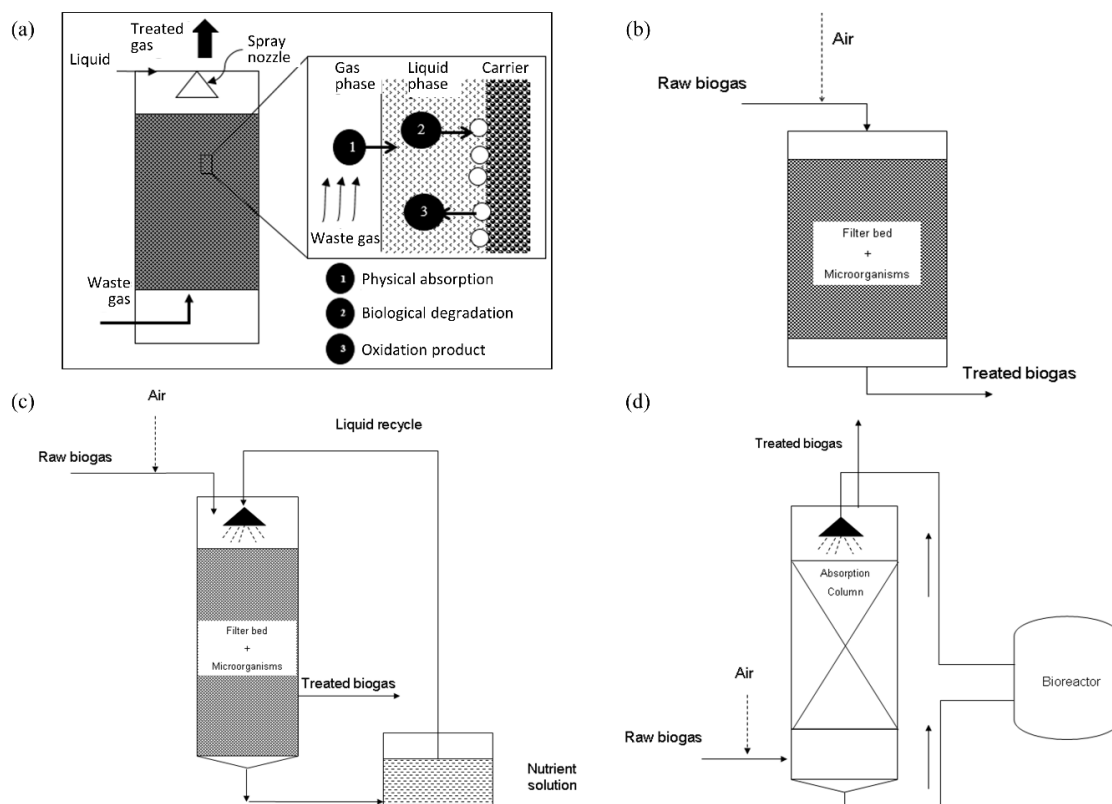 (a)
Treated
gas
Liquid
Spray
nozzle
Gas
phase
Liquid
phase
Carrier
1
2
3
Waste gas
Waste
gas
1 Physical absorption
2 Biological degradation
3 Oxidation product
(b)
Air
Raw biogas
Filter bed
+
Microorganisms
Treated biogas
(c)
Air
Liquid recycle
Raw biogas
Filter bed
+
Microorganisms
Treated biogas
Nutrient
solution
(d)
Treated biogas
Absorption
Column
Air
Raw biogas
Bioreactor